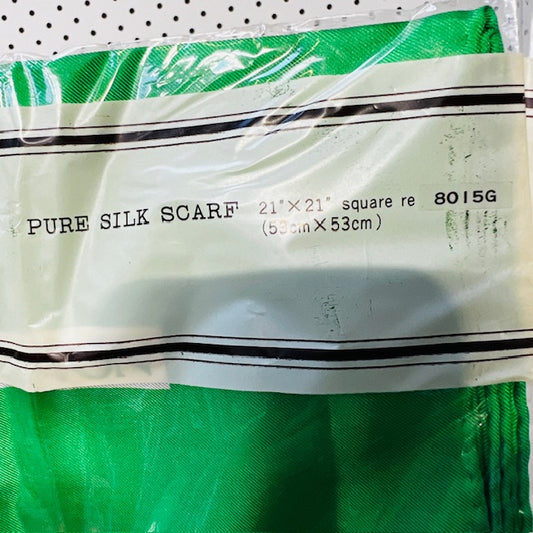 PURE SILK SCARF 21"×21" square re 8015G
(53cm×53cm)